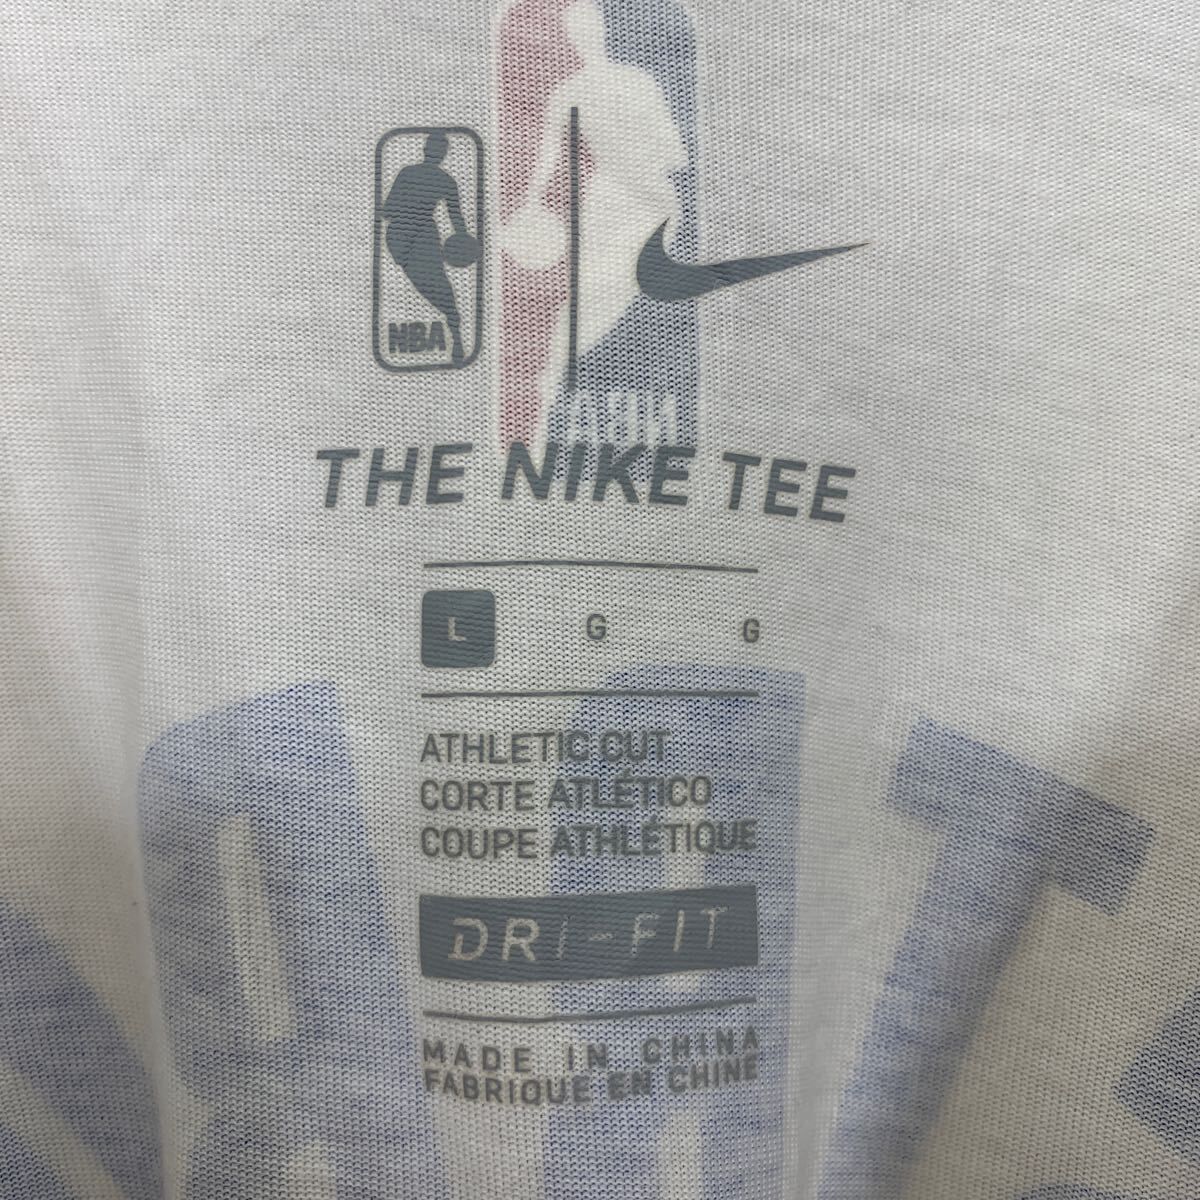 NBA
THE NIKE TEE
L G G
ATHLETIC CUT
CORTE ATLÉTICO
COUPE ATHLÉTIQUE
DRI-FIT
MADE IN CHINA
FABRIQUE EN CHINE